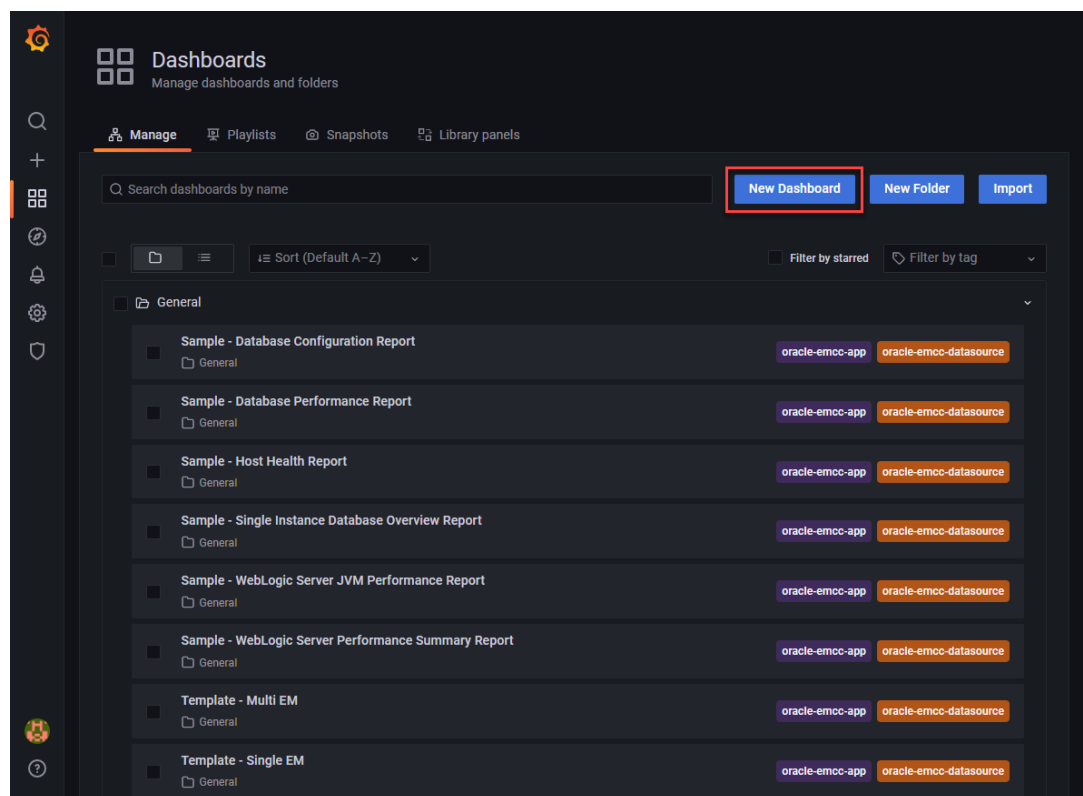 Dashboards
Manage dashboards and folders
Manage Playlists Snapshots Library panels
Search dashboards by name New Dashboard New Folder Import
Sort (Default A–Z) Filter by starred Filter by tag
General
Sample - Database Configuration Report
General
oracle-emcc-app oracle-emcc-datasource
Sample - Database Performance Report
General
oracle-emcc-app oracle-emcc-datasource
Sample - Host Health Report
General
oracle-emcc-app oracle-emcc-datasource
Sample - Single Instance Database Overview Report
General
oracle-emcc-app oracle-emcc-datasource
Sample - WebLogic Server JVM Performance Report
General
oracle-emcc-app oracle-emcc-datasource
Sample - WebLogic Server Performance Summary Report
General
oracle-emcc-app oracle-emcc-datasource
Template - Multi EM
General
oracle-emcc-app oracle-emcc-datasource
Template - Single EM
General
oracle-emcc-app oracle-emcc-datasource